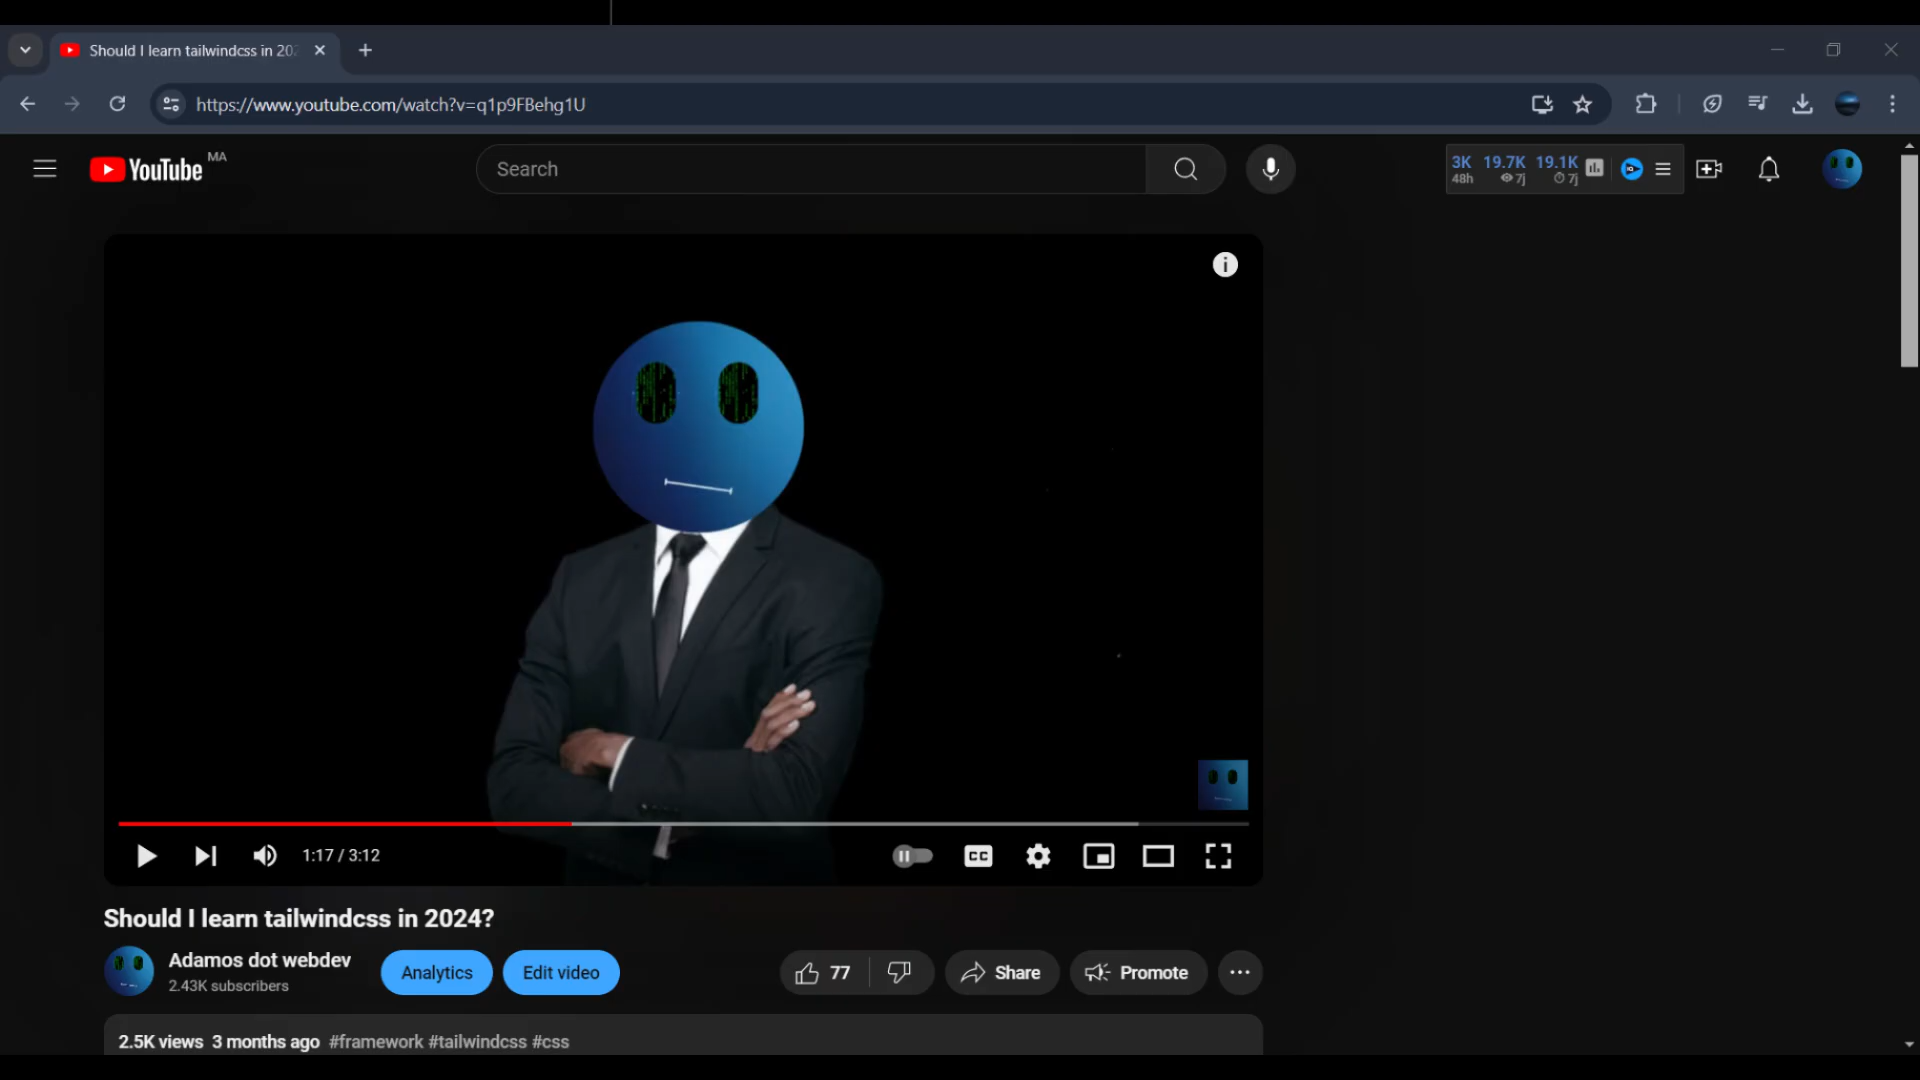 Should I learn tailwindcss in 202
https://www.youtube.com/watch?v=q1p9FBehg1U
YouTube MA
Search
3K 19.7K 19.1K
48h 7j 7j
CC
1:17 / 3:12
Should I learn tailwindcss in 2024?
Adamos dot webdev
2.43K subscribers
Analytics
Edit video
77
Share
Promote
2.5K views 3 months ago #framework #tailwindcss #css